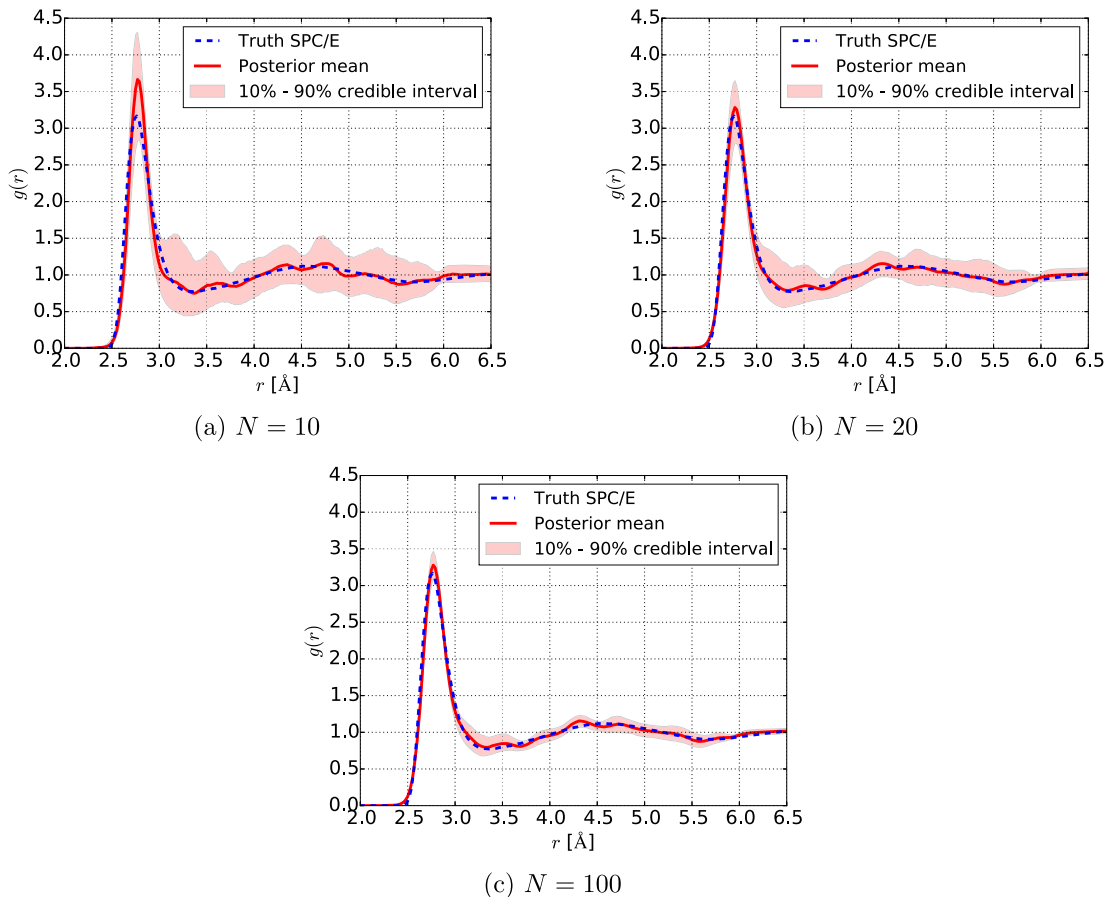 4.5
4.0
3.5
3.0
2.5
2.0
1.5
1.0
0.5
0.0
g(r)
Truth SPC/E
Posterior mean
10% - 90% credible interval
2.0 2.5 3.0 3.5 4.0 4.5 5.0 5.5 6.0 6.5
r [Å]
(a) N = 10
4.5
4.0
3.5
3.0
2.5
2.0
1.5
1.0
0.5
0.0
g(r)
Truth SPC/E
Posterior mean
10% - 90% credible interval
2.0 2.5 3.0 3.5 4.0 4.5 5.0 5.5 6.0 6.5
r [Å]
(b) N = 20
4.5
4.0
3.5
3.0
2.5
2.0
1.5
1.0
0.5
0.0
g(r)
Truth SPC/E
Posterior mean
10% - 90% credible interval
2.0 2.5 3.0 3.5 4.0 4.5 5.0 5.5 6.0 6.5
r [Å]
(c) N = 100